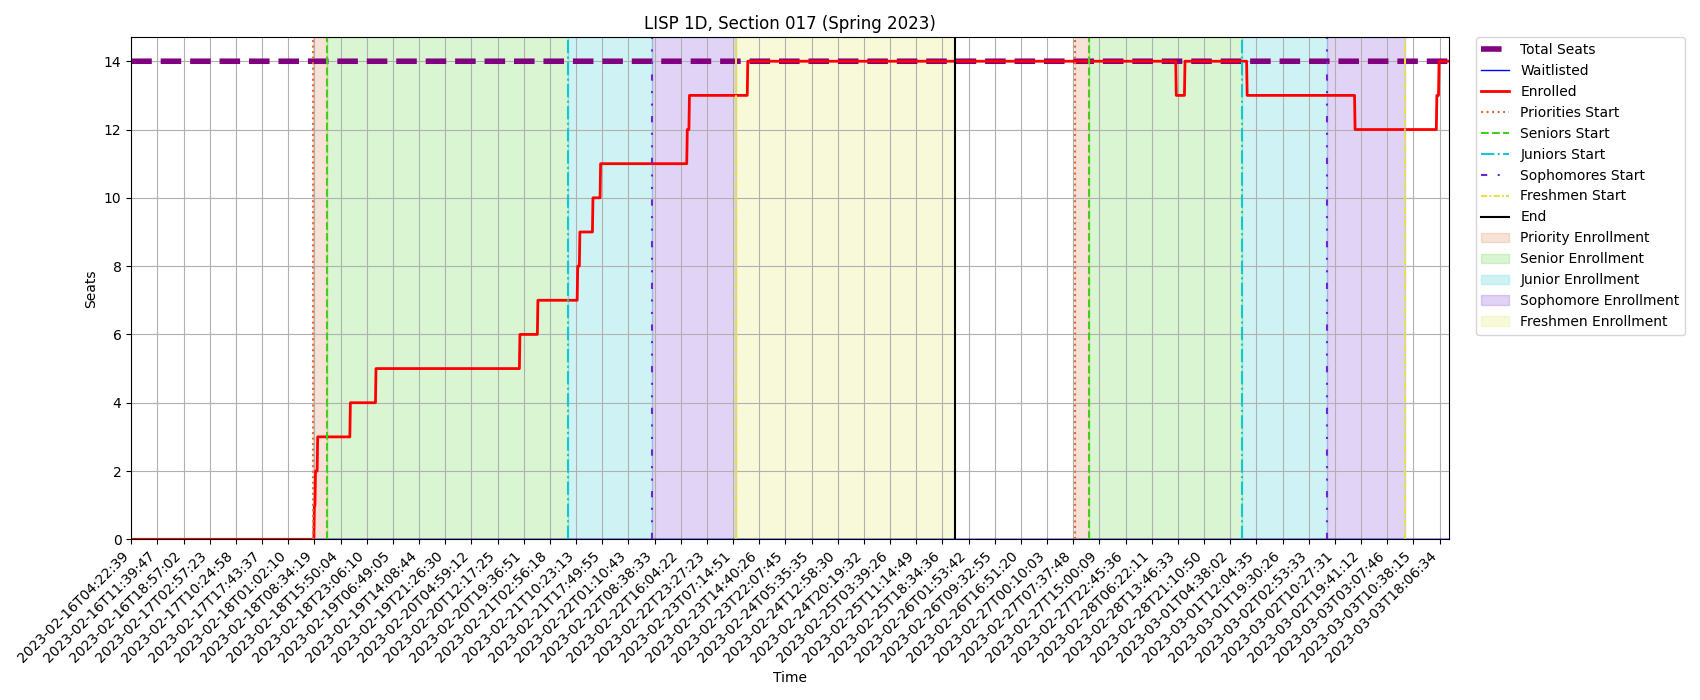 LISP 1D, Section 017 (Spring 2023)
Total Seats
Waitlisted
Enrolled
Priorities Start
Seniors Start
Juniors Start
Sophomores Start
Freshmen Start
End
Priority Enrollment
Senior Enrollment
Junior Enrollment
Sophomore Enrollment
Freshmen Enrollment
Seats
14
12
10
8
6
4
2
0
2023-02-16T04:22:39
2023-02-16T11:39:47
2023-02-16T18:57:02
2023-02-17T02:57:23
2023-02-17T10:24:58
2023-02-17T17:43:37
2023-02-18T01:02:10
2023-02-18T08:34:19
2023-02-18T15:50:04
2023-02-18T23:06:10
2023-02-19T06:49:05
2023-02-19T14:08:44
2023-02-19T21:26:30
2023-02-20T04:59:12
2023-02-20T12:17:25
2023-02-20T19:36:51
2023-02-21T02:56:18
2023-02-21T10:23:13
2023-02-21T17:49:55
2023-02-22T01:10:43
2023-02-22T08:38:33
2023-02-22T16:04:22
2023-02-22T23:27:23
2023-02-23T07:14:51
2023-02-23T14:40:26
2023-02-23T22:07:45
2023-02-24T05:35:35
2023-02-24T12:58:30
2023-02-24T20:19:32
2023-02-25T03:39:26
2023-02-25T11:14:49
2023-02-25T18:34:36
2023-02-26T01:53:42
2023-02-26T09:32:55
2023-02-26T16:51:20
2023-02-27T00:10:03
2023-02-27T07:37:48
2023-02-27T15:00:09
2023-02-27T22:45:36
2023-02-28T06:22:11
2023-02-28T13:46:33
2023-02-28T21:10:50
2023-03-01T04:38:02
2023-03-01T12:04:35
2023-03-01T19:30:26
2023-03-02T02:53:33
2023-03-02T10:27:31
2023-03-02T19:41:12
2023-03-03T03:07:46
2023-03-03T10:38:15
2023-03-03T18:06:34
Time